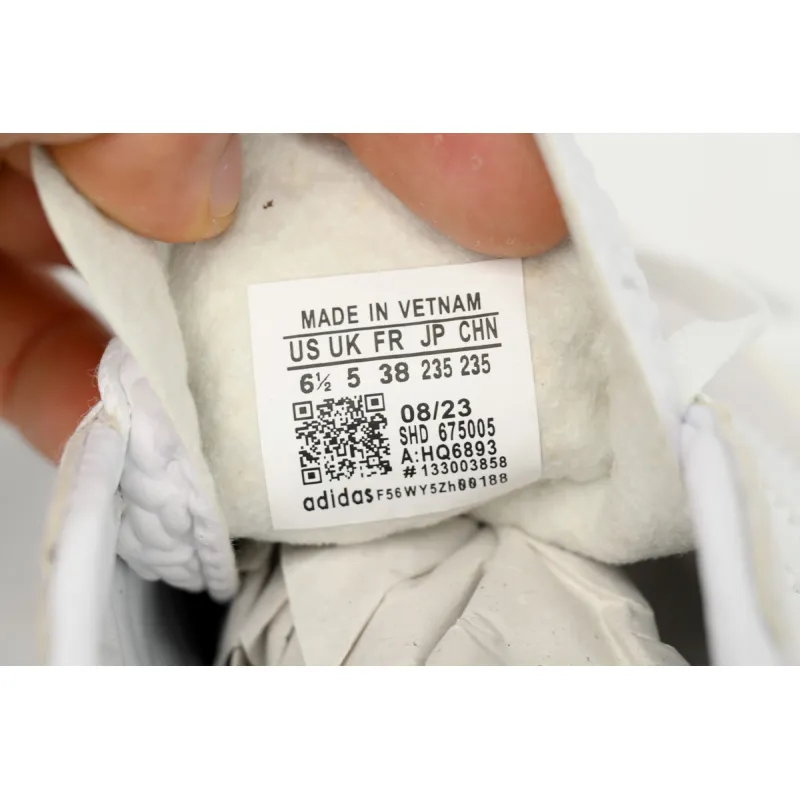 MADE IN VETNAM
US UK FR JP CHN
6½ 5 38 235 235
08/23
SHD 675005
A:HQ6893
#133003858
adidas F56WY5Zh00188